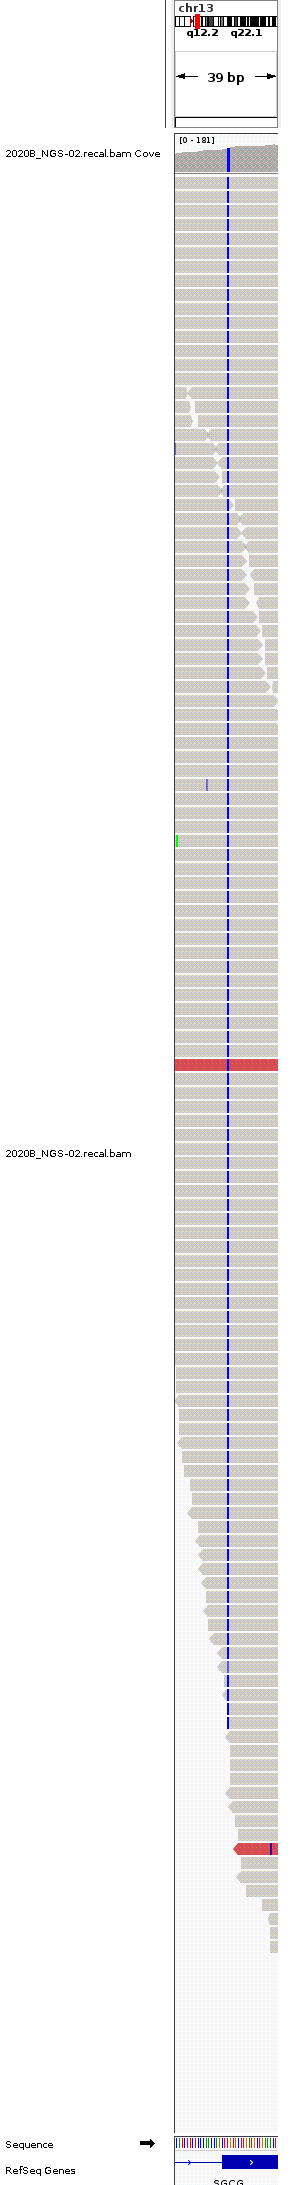 chr13
q12.2 q22.1
39 bp
[0 - 181]
2020B_NGS-02.recal.bam Cove
2020B_NGS-02.recal.bam
Sequence
RefSeq Genes
SGCG